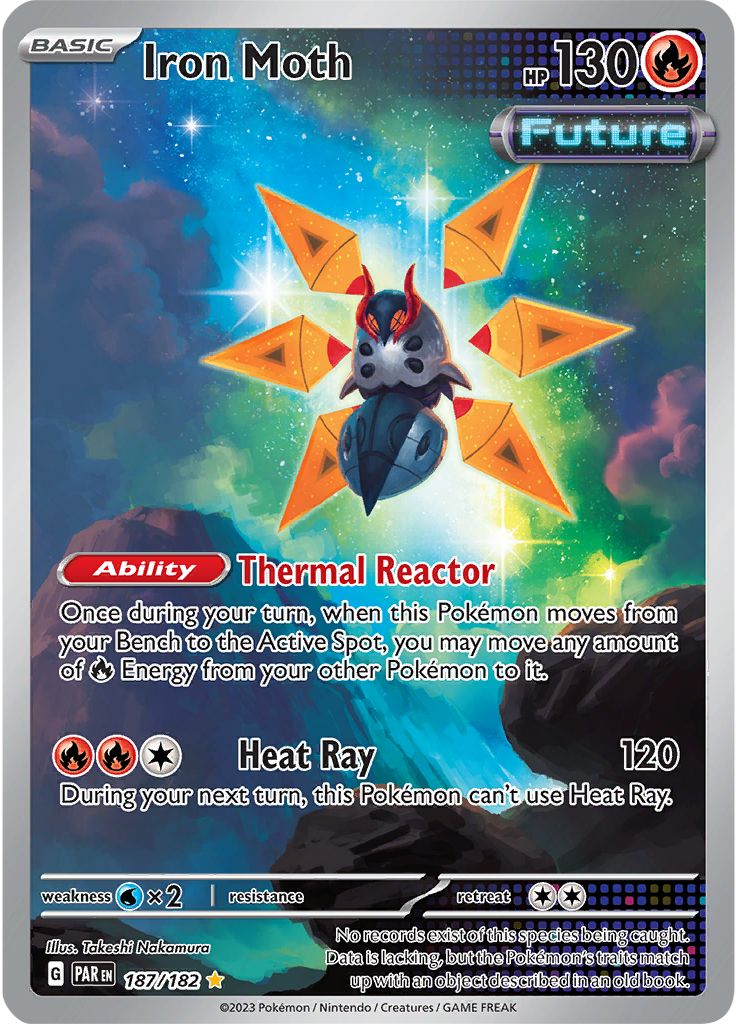 BASIC
Iron Moth
HP 130
Future
Ability Thermal Reactor
Once during your turn, when this Pokémon moves from
your Bench to the Active Spot, you may move any amount
of Energy from your other Pokémon to it.
Heat Ray 120
During your next turn, this Pokémon can't use Heat Ray.
weakness ×2 resistance retreat
Illus. Takeshi Nakamura
No records exist of this species being caught.
Data is lacking, but the Pokémon's traits match
up with an object described in an old book.
G PAR EN 187/182
©2023 Pokémon / Nintendo / Creatures / GAME FREAK